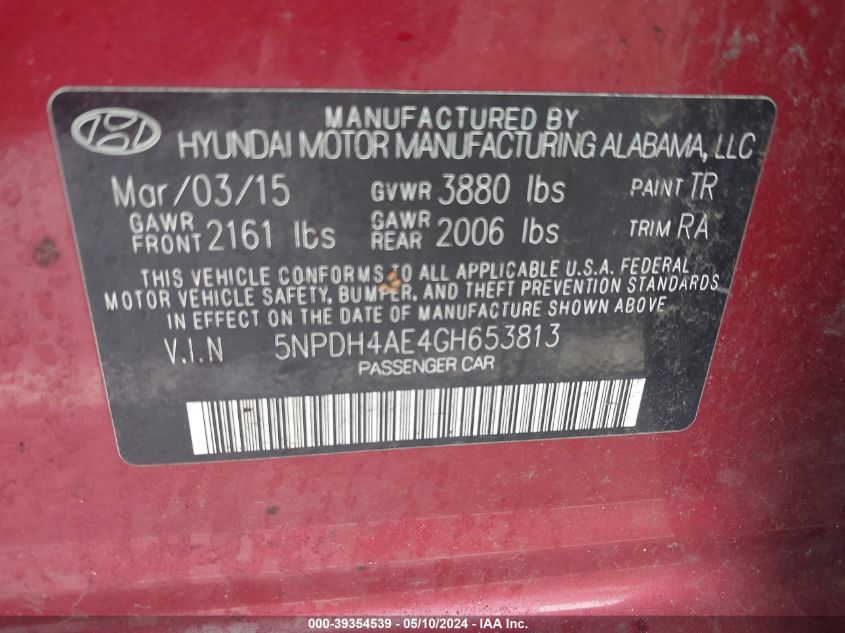 MANUFACTURED BY
HYUNDAI MOTOR MANUFACTURING ALABAMA, LLC
Mar/03/15 GVWR 3880 lbs PAINT TR
GAWR FRONT 2161 lbs GAWR REAR 2006 lbs TRIM RA
THIS VEHICLE CONFORMS TO ALL APPLICABLE U.S.A. FEDERAL
MOTOR VEHICLE SAFETY, BUMPER, AND THEFT PREVENTION STANDARDS
IN EFFECT ON THE DATE OF MANUFACTURE SHOWN ABOVE
V.I.N 5NPDH4AE4GH653813
PASSENGER CAR
000-39354539 - 05/10/2024 - IAA Inc.